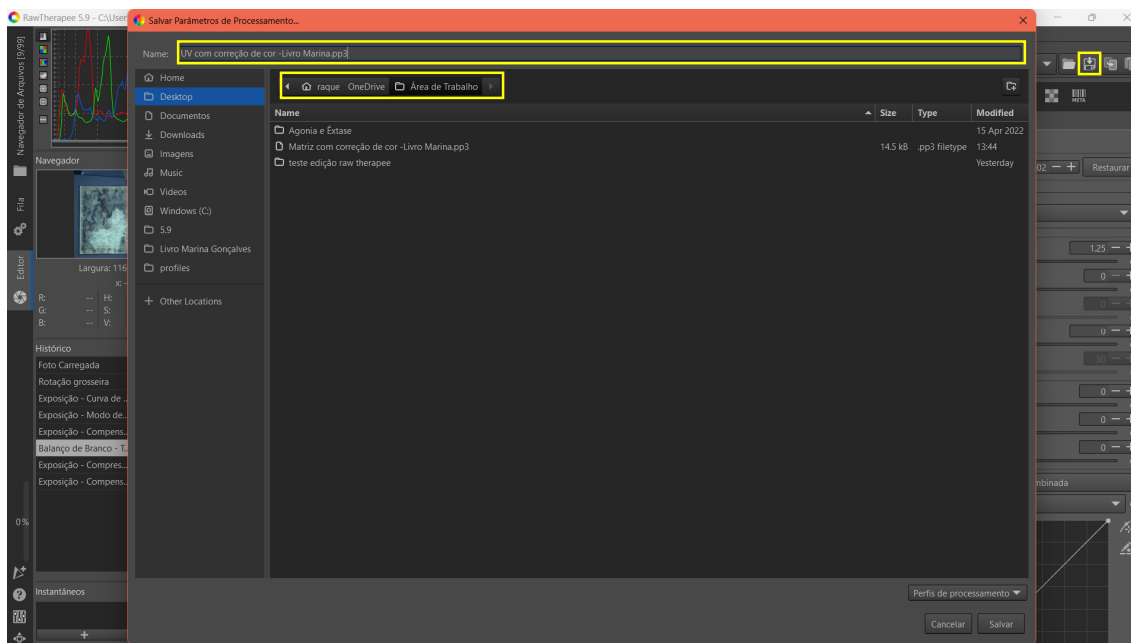 RawTherapee 5.9 - C:\User
Salvar Parâmetros de Processamento...
Name: UV com correção de cor -Livro Marina.pp3
Home
Desktop
Documentos
Downloads
Imagens
Music
Videos
Windows (C:)
5.9
Livro Marina Gonçalves
profiles
Other Locations
raque OneDrive Área de Trabalho
Name Size Type Modified
Agonia e Êxtase 15 Apr 2022
Matriz com correção de cor -Livro Marina.pp3 14.5 kB .pp3 filetype 13:44
teste edição raw therapee Yesterday
Perfis de processamento
Cancelar Salvar
Navegador de Arquivos [9/99]
Fila
Editor
0%
Navegador
Largura: 116
x: -
R: -- H:
G: -- S:
B: -- V:
Histórico
Foto Carregada
Rotação grosseira
Exposição - Curva de ...
Exposição - Modo de...
Exposição - Compens...
Balanço de Branco - T...
Exposição - Compres...
Exposição - Compens...
Instantâneos
+
META
02 − + Restaurar
1.25 −
0 −
0 −
0 −
50 −
0 −
0 −
0 −
mbinada